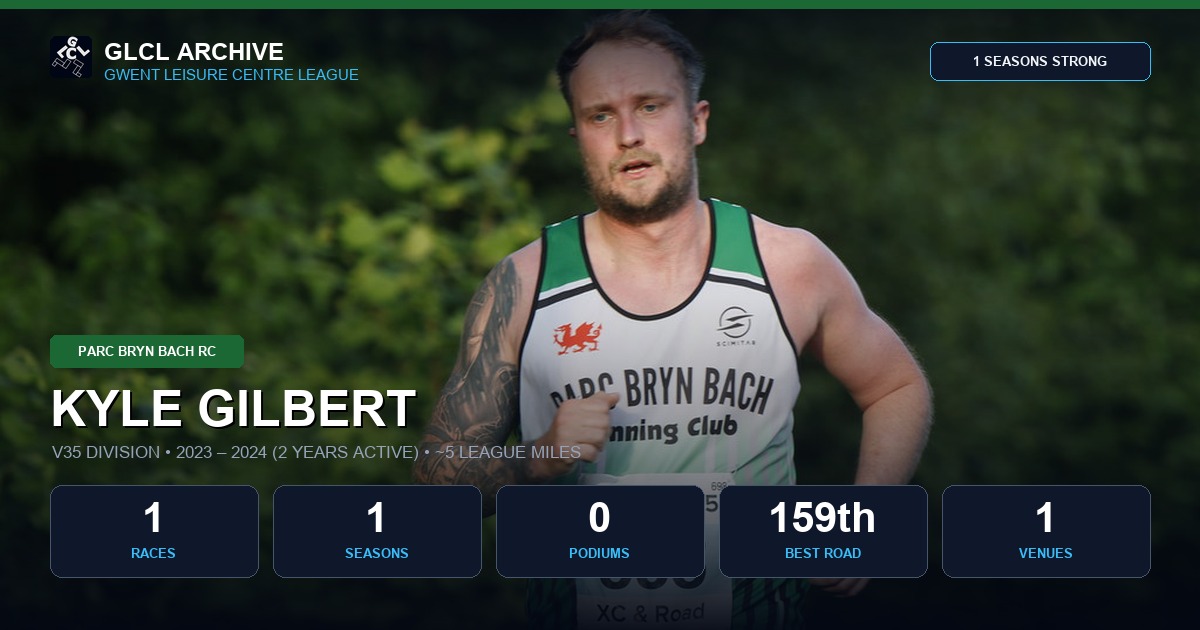 GLCL ARCHIVE
GWENT LEISURE CENTRE LEAGUE
1 SEASONS STRONG
SCIMITAR
PARC BRYN BACH
nning Club
PARC BRYN BACH RC
KYLE GILBERT
V35 DIVISION • 2023 – 2024 (2 YEARS ACTIVE) • ~5 LEAGUE MILES
1
RACES
1
SEASONS
0
PODIUMS
159th
BEST ROAD
1
VENUES
XC & Road